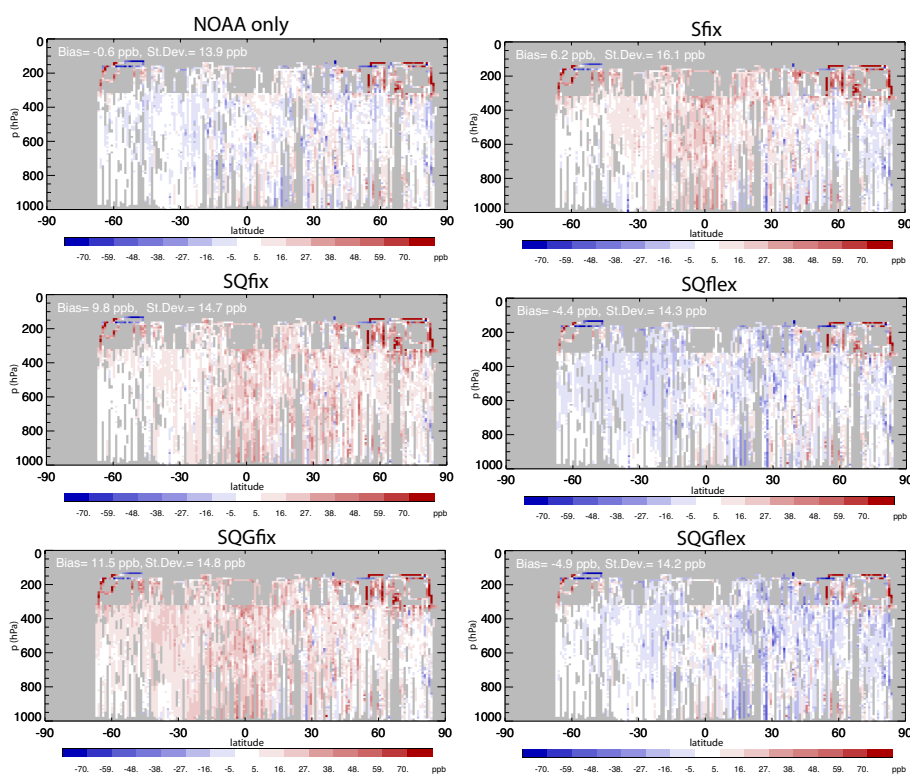 NOAA only
Bias= -0.6 ppb, St.Dev.= 13.9 ppb
0
200
400
600
800
1000
p (hPa)
-90 -60 -30 0 30 60 90
latitude
-70. -59. -48. -37. -27. -16. -5. 5. 16. 27. 38. 48. 59. 70. ppb
Sfix
Bias= 6.2 ppb, St.Dev.= 16.1 ppb
0
200
400
600
800
1000
p (hPa)
-90 -60 -30 0 30 60 90
latitude
-70. -59. -48. -38. -27. -16. -5. 5. 16. 27. 38. 48. 59. 70. ppb
SQfix
Bias= 9.8 ppb, St.Dev.= 14.7 ppb
0
200
400
600
800
1000
p (hPa)
-90 -60 -30 0 30 60 90
latitude
-70. -59. -48. -38. -27. -16. -5. 5. 16. 27. 38. 48. 59. 70. ppb
SQflex
Bias= -4.4 ppb, St.Dev.= 14.3 ppb
0
200
400
600
800
1000
p (hPa)
-90 -60 -30 0 30 60 90
latitude
-70. -59. -48. -38. -27. -16. -5. 5. 16. 27. 38. 48. 59. 70. ppb
SQGfix
Bias= 11.5 ppb, St.Dev.= 14.8 ppb
0
200
400
600
800
1000
p (hPa)
-90 -60 -30 0 30 60 90
latitude
-70. -59. -48. -38. -27. -16. -5. 5. 16. 27. 38. 48. 59. 70. ppb
SQGflex
Bias= -4.9 ppb, St.Dev.= 14.2 ppb
0
200
400
600
800
1000
p (hPa)
-90 -60 -30 0 30 60 90
latitude
-70. -59. -48. -38. -27. -16. -5. 5. 16. 27. 38. 48. 59. 70. ppb